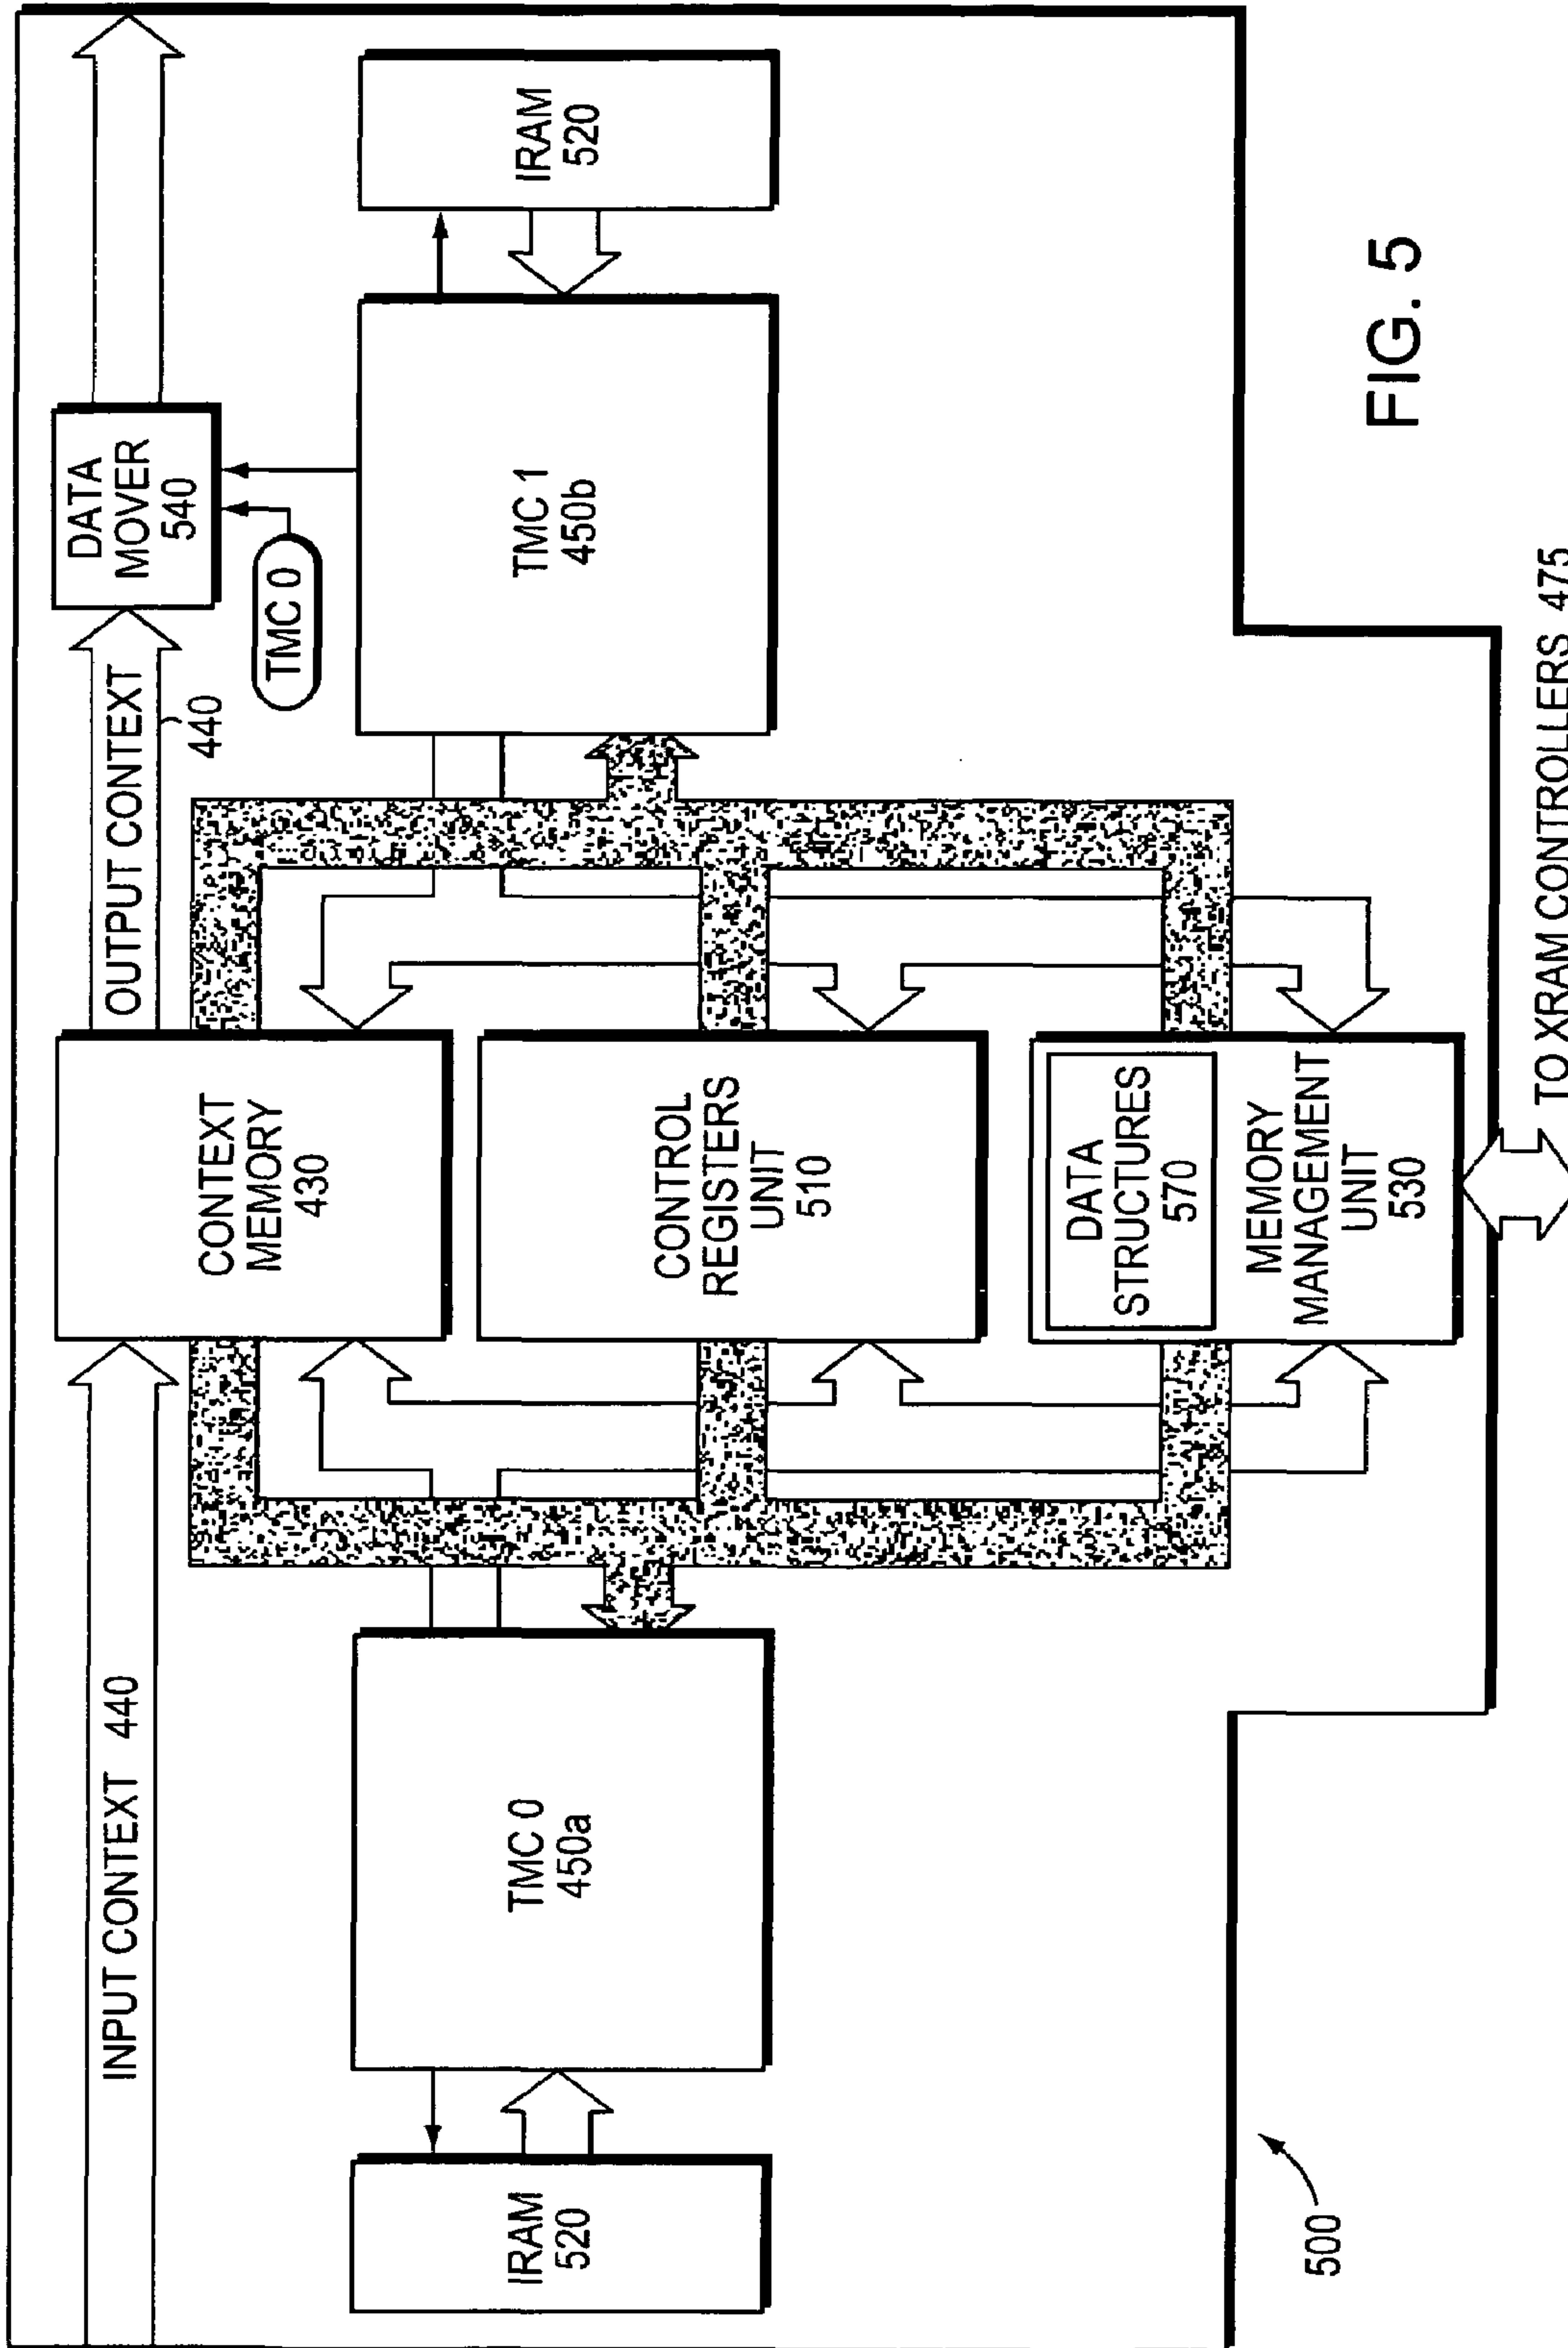 INPUT CONTEXT 440
OUTPUT CONTEXT
440
DATA
MOVER
540
TMC 0
CONTEXT
MEMORY
430
IRAM
520
TMC 0
450a
CONTROL
REGISTERS
UNIT
510
TMC 1
450b
IRAM
520
DATA
STRUCTURES
570
MEMORY
MANAGEMENT
UNIT
530
500
TO XRAM CONTROLLERS 475
FIG. 5